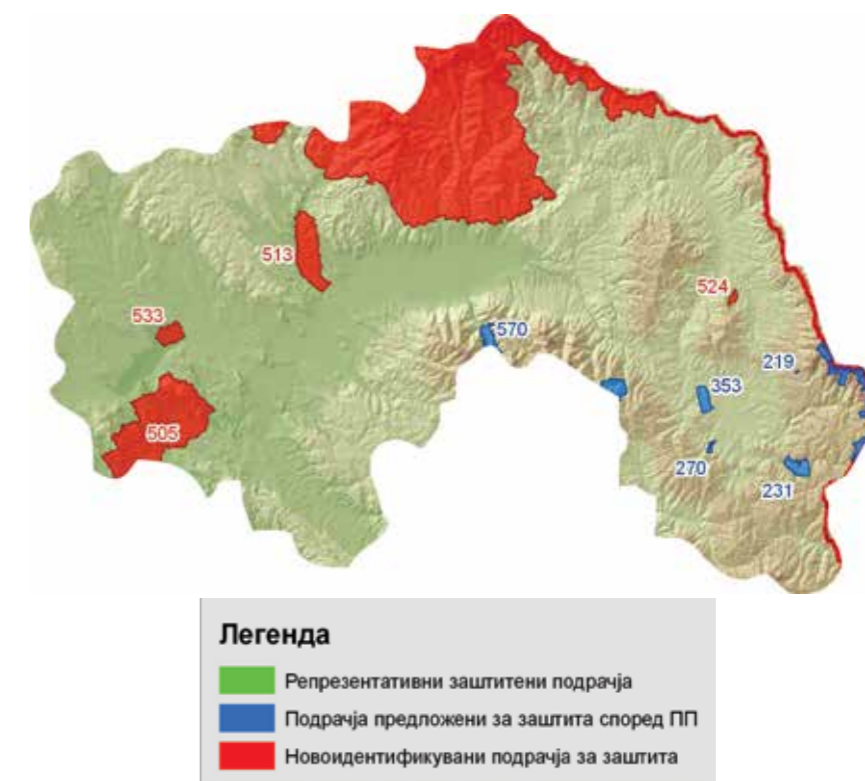 513
524
533
570
219
353
505
270
231
Легенда
Репрезентативни заштитени подрачја
Подрачја предложени за заштита според ПП
Новоидентификувани подрачја за заштита